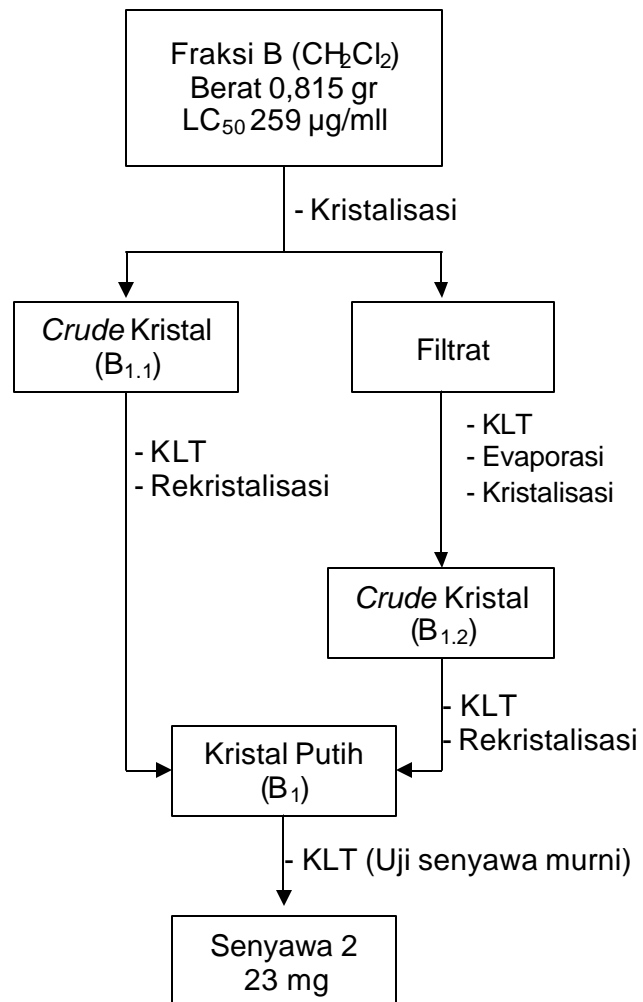 Fraksi B (CH₂Cl₂)
Berat 0,815 gr
LC₅₀ 259 µg/mll
- Kristalisasi
Crude Kristal
(B₁.₁)
Filtrat
- KLT
- Rekristalisasi
- KLT
- Evaporasi
- Kristalisasi
Crude Kristal
(B₁.₂)
- KLT
- Rekristalisasi
Kristal Putih
(B₁)
- KLT (Uji senyawa murni)
Senyawa 2
23 mg